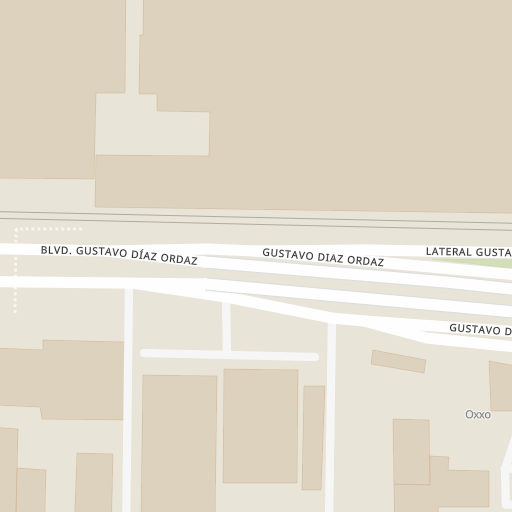 BLVD. GUSTAVO DÍAZ ORDAZ
GUSTAVO DIAZ ORDAZ
LATERAL GUSTA
GUSTAVO D
Oxxo